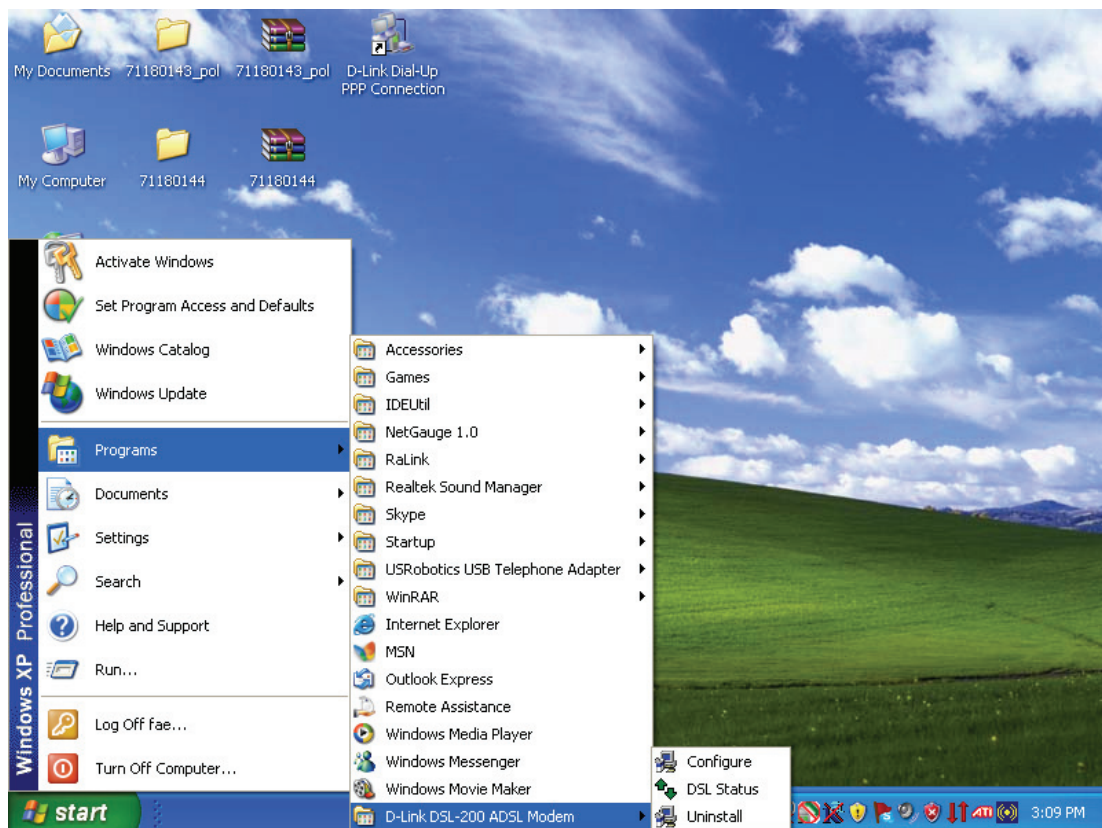 My Documents
71180143_pol
71180143_pol
D-Link Dial-Up
PPP Connection
My Computer
71180144
71180144
Windows XP Professional
Activate Windows
Set Program Access and Defaults
Windows Catalog
Windows Update
Programs
Documents
Settings
Search
Help and Support
Run...
Log Off fae...
Turn Off Computer...
Accessories
Games
IDEUtil
NetGauge 1.0
RaLink
Realtek Sound Manager
Skype
Startup
USRobotics USB Telephone Adapter
WinRAR
Internet Explorer
MSN
Outlook Express
Remote Assistance
Windows Media Player
Windows Messenger
Windows Movie Maker
D-Link DSL-200 ADSL Modem
Configure
DSL Status
Uninstall
start
ATI
3:09 PM